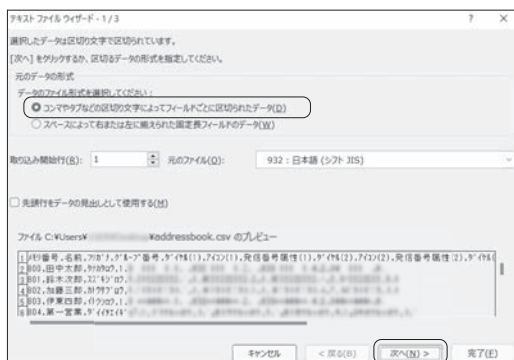 テキスト ファイル ウィザード - 1 / 3
? ×
選択したデータは区切り文字で区切られています。
[次へ] をクリックするか、区切るデータの形式を指定してください。
元のデータの形式
データのファイル形式を選択してください:
コンマやタブなどの区切り文字によってフィールドごとに区切られたデータ(D)
スペースによって右または左に揃えられた固定長フィールドのデータ(W)
取り込み開始行(R): 1 元のファイル(O): 932 : 日本語 (シフト JIS)
先頭行をデータの見出しとして使用する(M)
ファイル C:¥Users¥ ¥addressbook.csv のプレビュー
1 ﾒﾓﾘ番号,名前,ﾌﾘｶﾞﾅ,ｸﾞﾙｰﾌﾟ番号,ﾀﾞｲﾔﾙ(1),ｱｲｺﾝ(1),発信番号属性(1),ﾀﾞｲﾔﾙ(2),ｱｲｺﾝ(2),発信番号属性(2),ﾀﾞｲﾔﾙ(
2 800,田中太郎,ﾀﾅｶﾀﾛｳ,1,
3 801,鈴木次郎,ｽｽﾞｷｼﾞﾛ
4 802,加藤三郎,ｶﾄｳｻﾌﾞﾛｳ,1
5 803,伊東四郎,ｲﾄｳｼﾛｳ,1
6 804,第一営業,ﾀﾞｲｲﾁｴｲｷﾞ
キャンセル < 戻る(B) 次へ(N) > 完了(F)